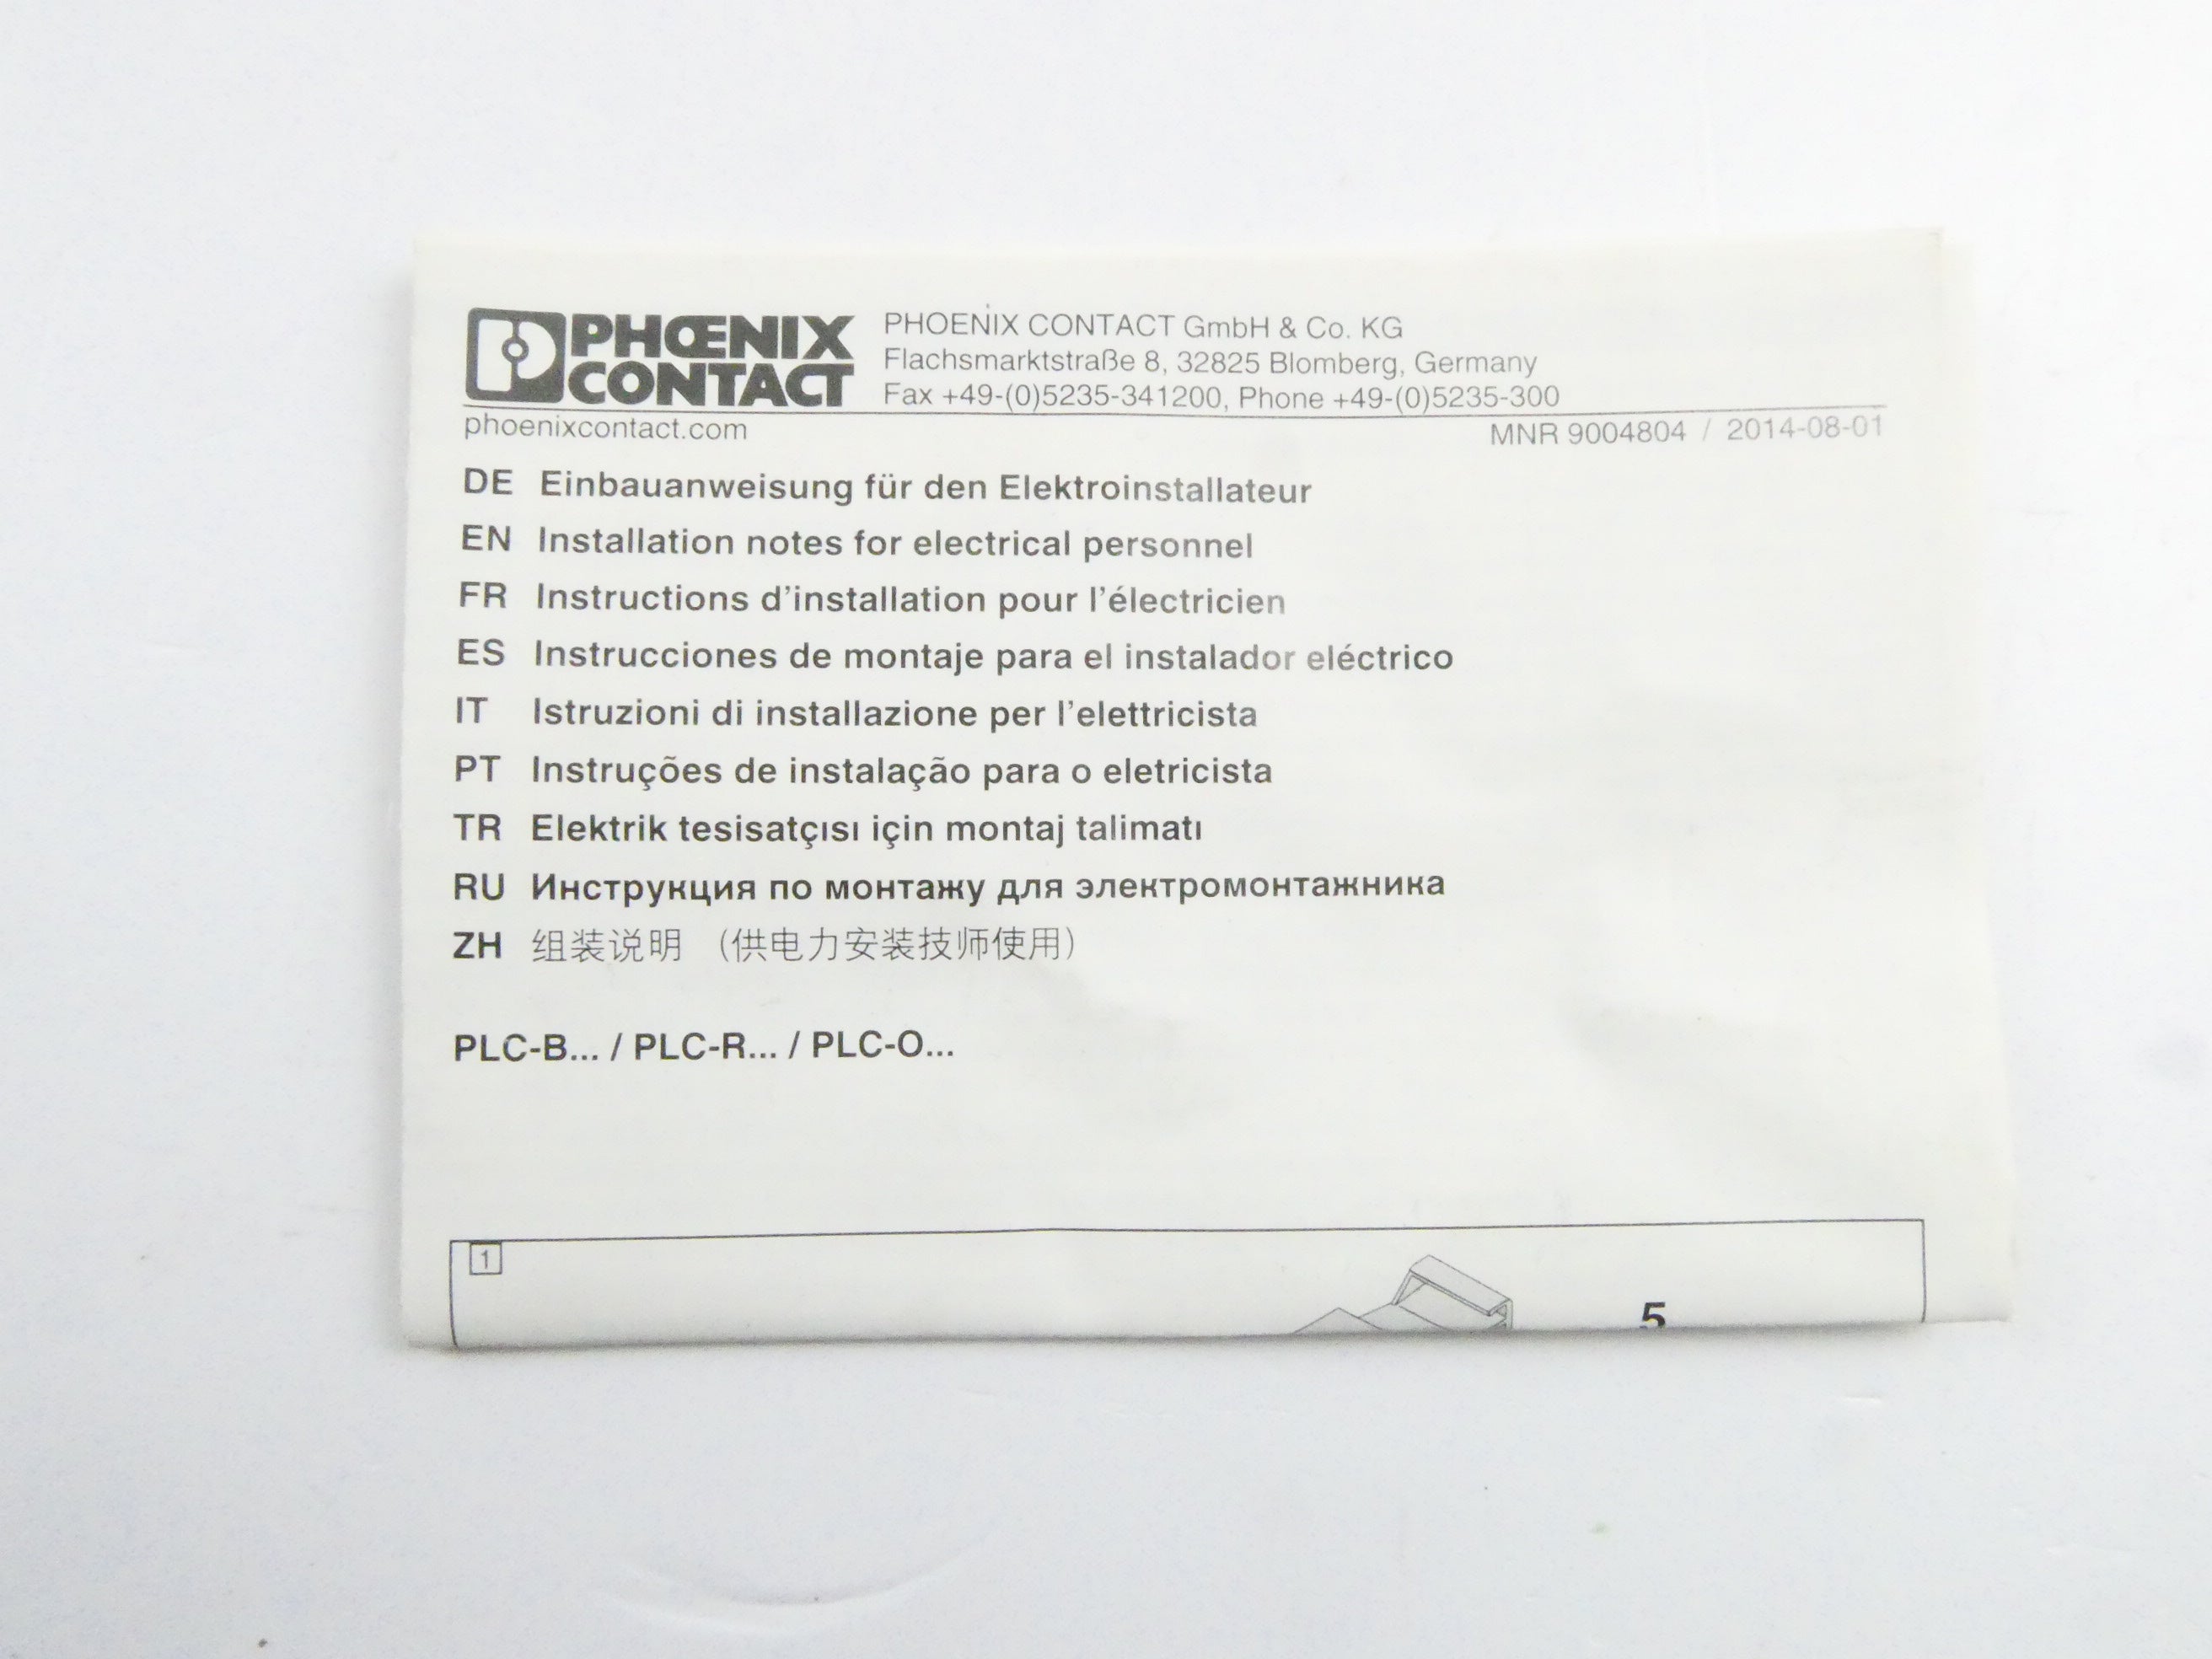 PHŒNIX
CONTACT
PHOENIX CONTACT GmbH & Co. KG
Flachsmarktstraße 8, 32825 Blomberg, Germany
Fax +49-(0)5235-341200, Phone +49-(0)5235-300
phoenixcontact.com
MNR 9004804 / 2014-08-01
DE Einbauanweisung für den Elektroinstallateur
EN Installation notes for electrical personnel
FR Instructions d'installation pour l'électricien
ES Instrucciones de montaje para el instalador eléctrico
IT Istruzioni di installazione per l'elettricista
PT Instruções de instalação para o eletricista
TR Elektrik tesisatçısı için montaj talimatı
RU Инструкция по монтажу для электромонтажника
ZH 组装说明 （供电力安装技师使用）
PLC-B... / PLC-R... / PLC-O...
1
5